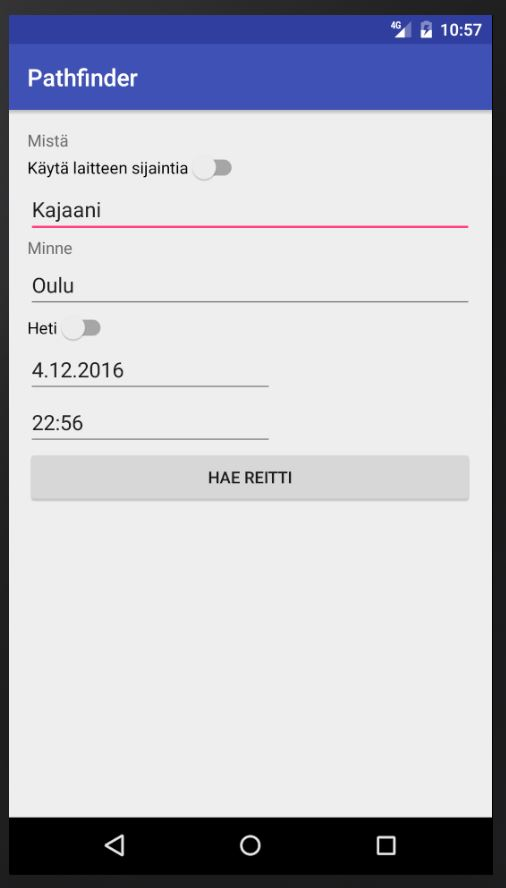 4G 10:57
Pathfinder
Mistä
Käytä laitteen sijaintia
Kajaani
Minne
Oulu
Heti
4.12.2016
22:56
HAE REITTI